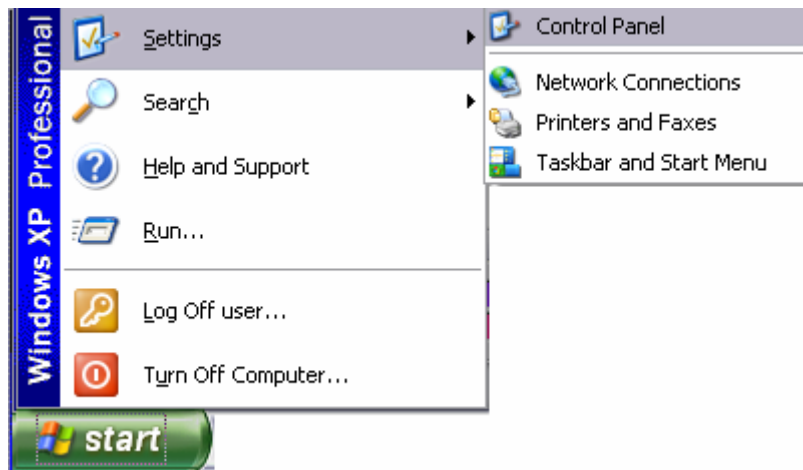 Windows XP Professional
Settings
Search
Help and Support
Run...
Log Off user...
Turn Off Computer...
start
Control Panel
Network Connections
Printers and Faxes
Taskbar and Start Menu